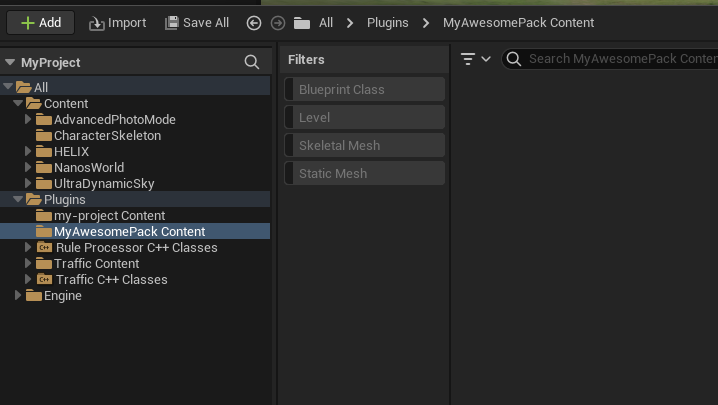 Add Import Save All All Plugins MyAwesomePack Content
MyProject
All
Content
AdvancedPhotoMode
CharacterSkeleton
HELIX
NanosWorld
UltraDynamicSky
Plugins
my-project Content
MyAwesomePack Content
C++ Rule Processor C++ Classes
Traffic Content
C++ Traffic C++ Classes
Engine
Filters
Blueprint Class
Level
Skeletal Mesh
Static Mesh
Search MyAwesomePack Conten